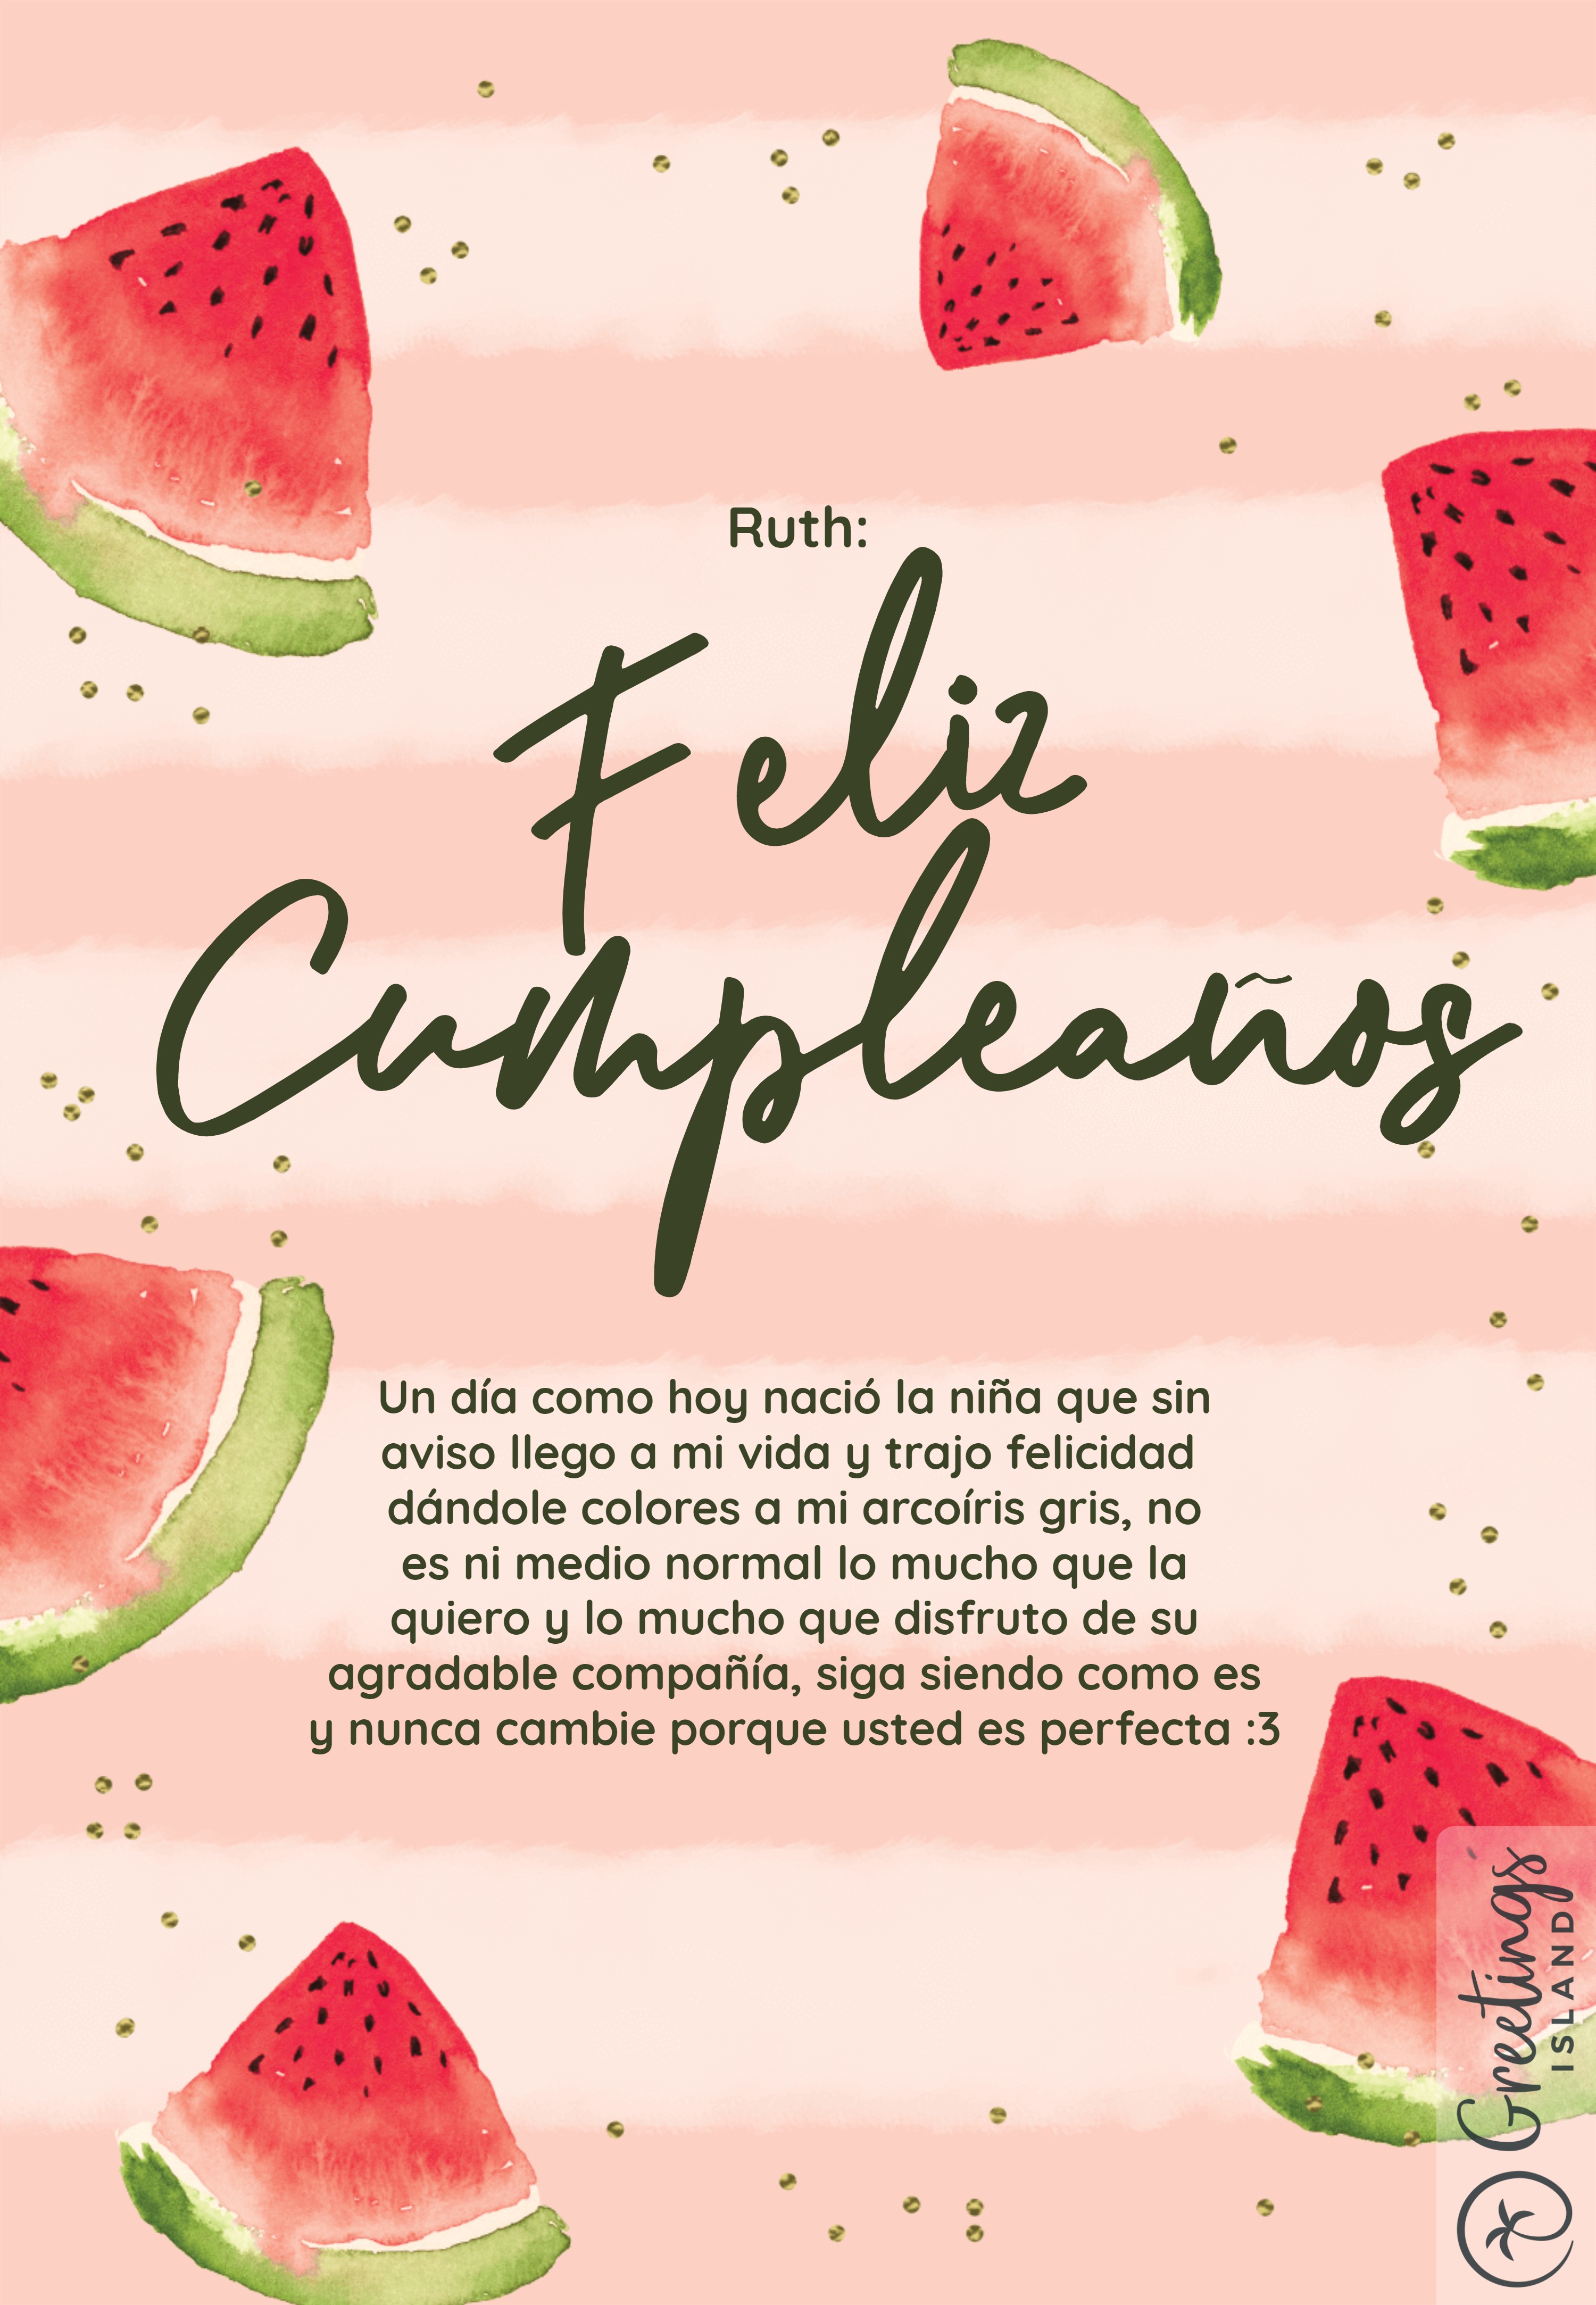 Ruth:
Feliz
Cumpleaños
Un día como hoy nació la niña que sin
aviso llego a mi vida y trajo felicidad
dándole colores a mi arcoíris gris, no
es ni medio normal lo mucho que la
quiero y lo mucho que disfruto de su
agradable compañía, siga siendo como es
y nunca cambie porque usted es perfecta :3
Greetings
ISLAND